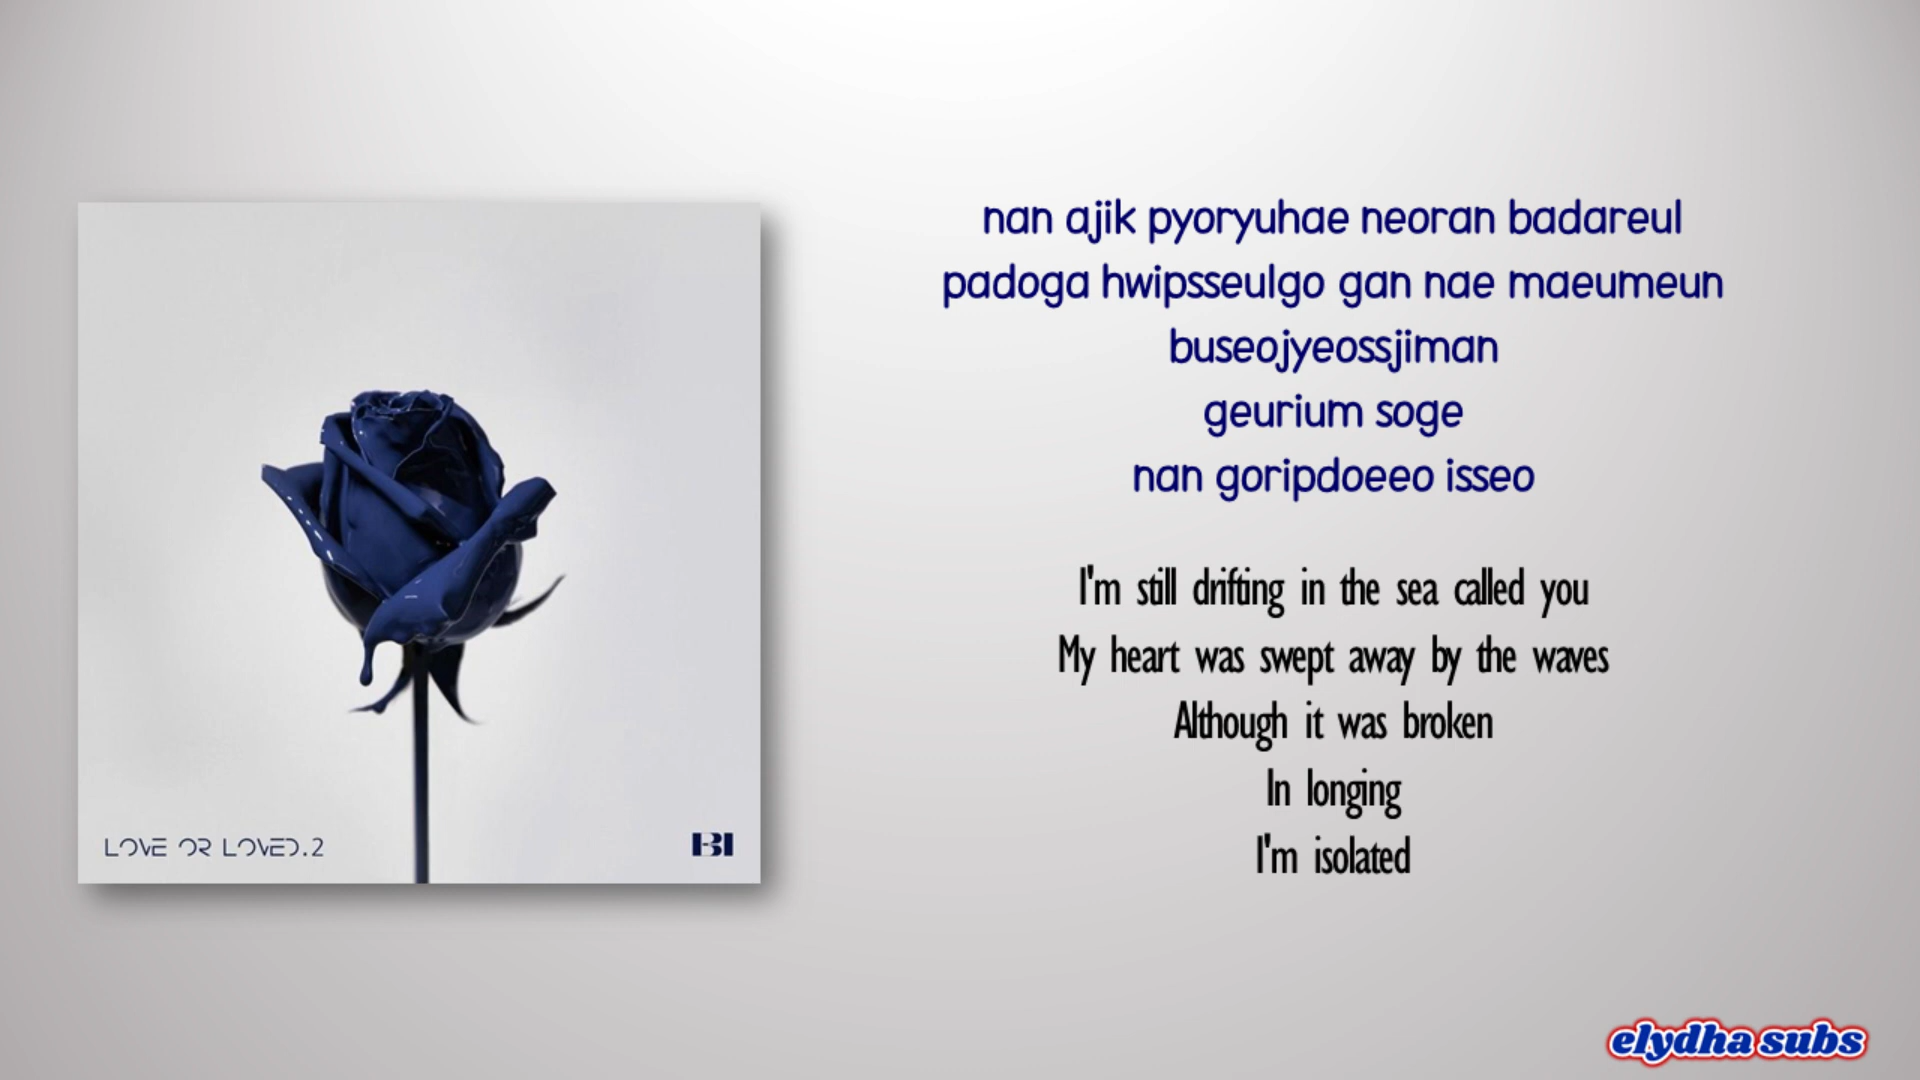 nan ajik pyoryuhae neoran badareul
padoga hwipsseulgo gan nae maeumeun
buseojyeossjiman
geurium soge
nan goripdoeeo isseo
I'm still drifting in the sea called you
My heart was swept away by the waves
Although it was broken
In longing
I'm isolated
LOVE OR LOVED.2
BI
elydha subs